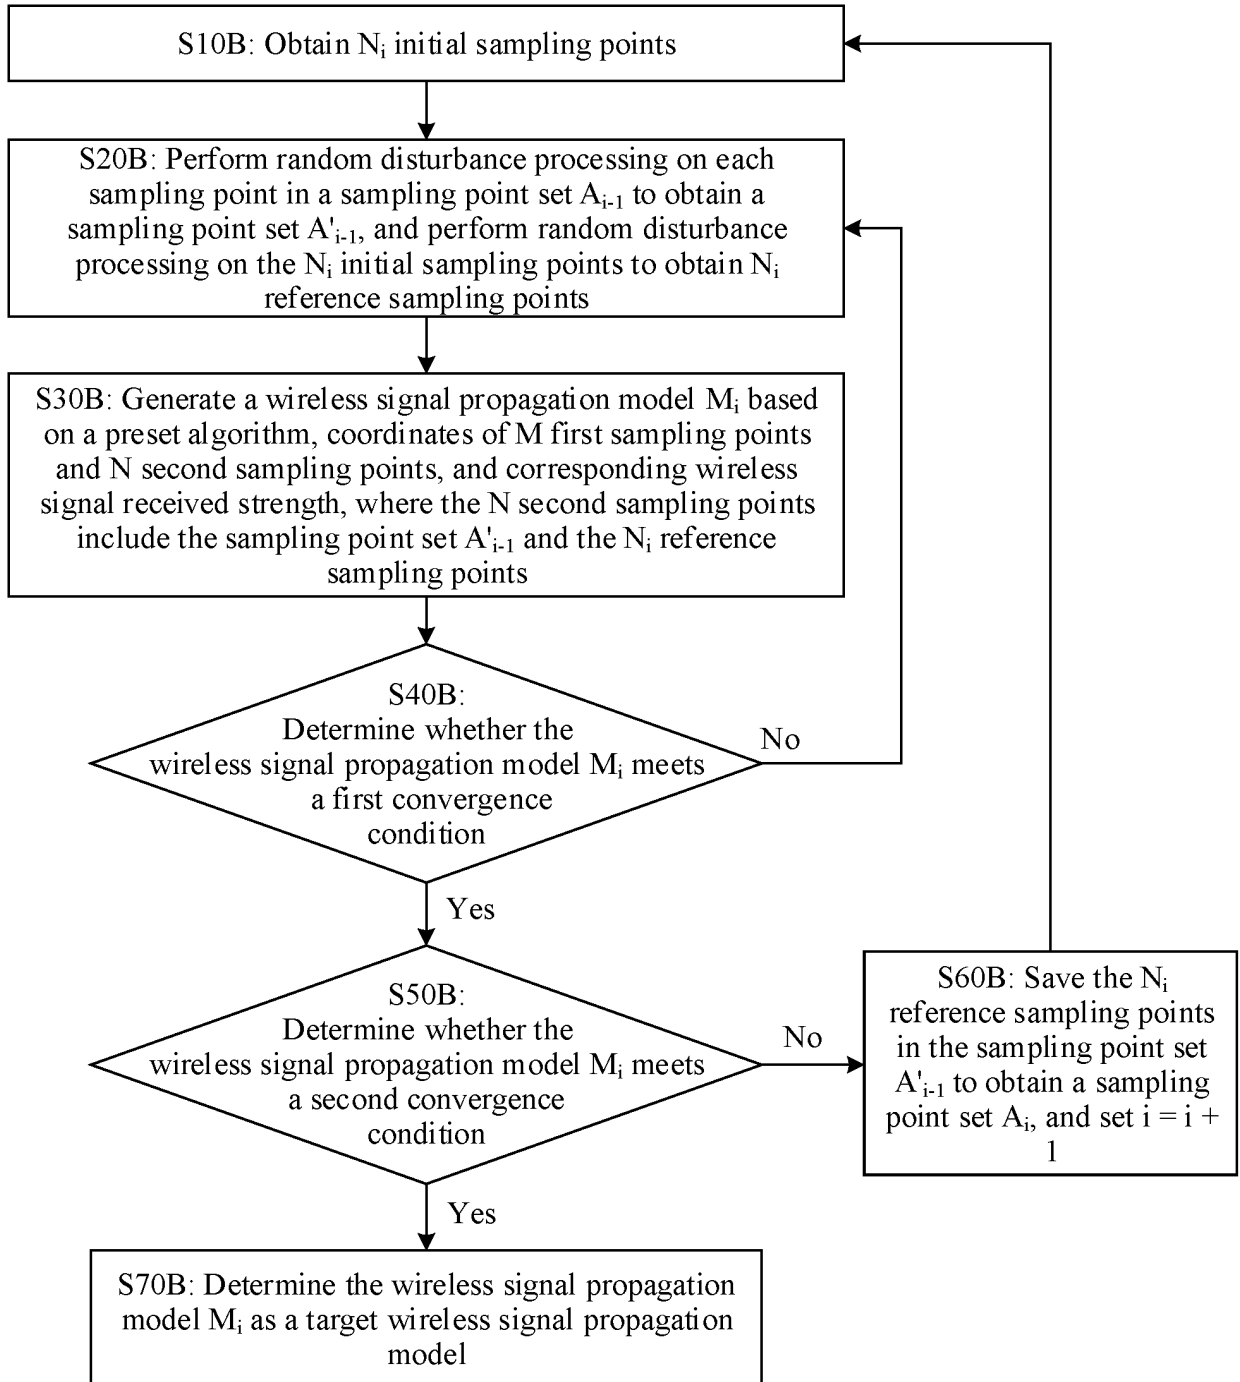 S10B: Obtain Nᵢ initial sampling points
S20B: Perform random disturbance processing on each
sampling point in a sampling point set Aᵢ₋₁ to obtain a
sampling point set A'ᵢ₋₁, and perform random disturbance
processing on the Nᵢ initial sampling points to obtain Nᵢ
reference sampling points
S30B: Generate a wireless signal propagation model Mᵢ based
on a preset algorithm, coordinates of M first sampling points
and N second sampling points, and corresponding wireless
signal received strength, where the N second sampling points
include the sampling point set A'ᵢ₋₁ and the Nᵢ reference
sampling points
S40B:
Determine whether the
wireless signal propagation model Mᵢ meets
a first convergence
condition
No
Yes
S50B:
Determine whether the
wireless signal propagation model Mᵢ meets
a second convergence
condition
No
S60B: Save the Nᵢ
reference sampling points
in the sampling point set
A'ᵢ₋₁ to obtain a sampling
point set Aᵢ, and set i = i +
1
Yes
S70B: Determine the wireless signal propagation
model Mᵢ as a target wireless signal propagation
model